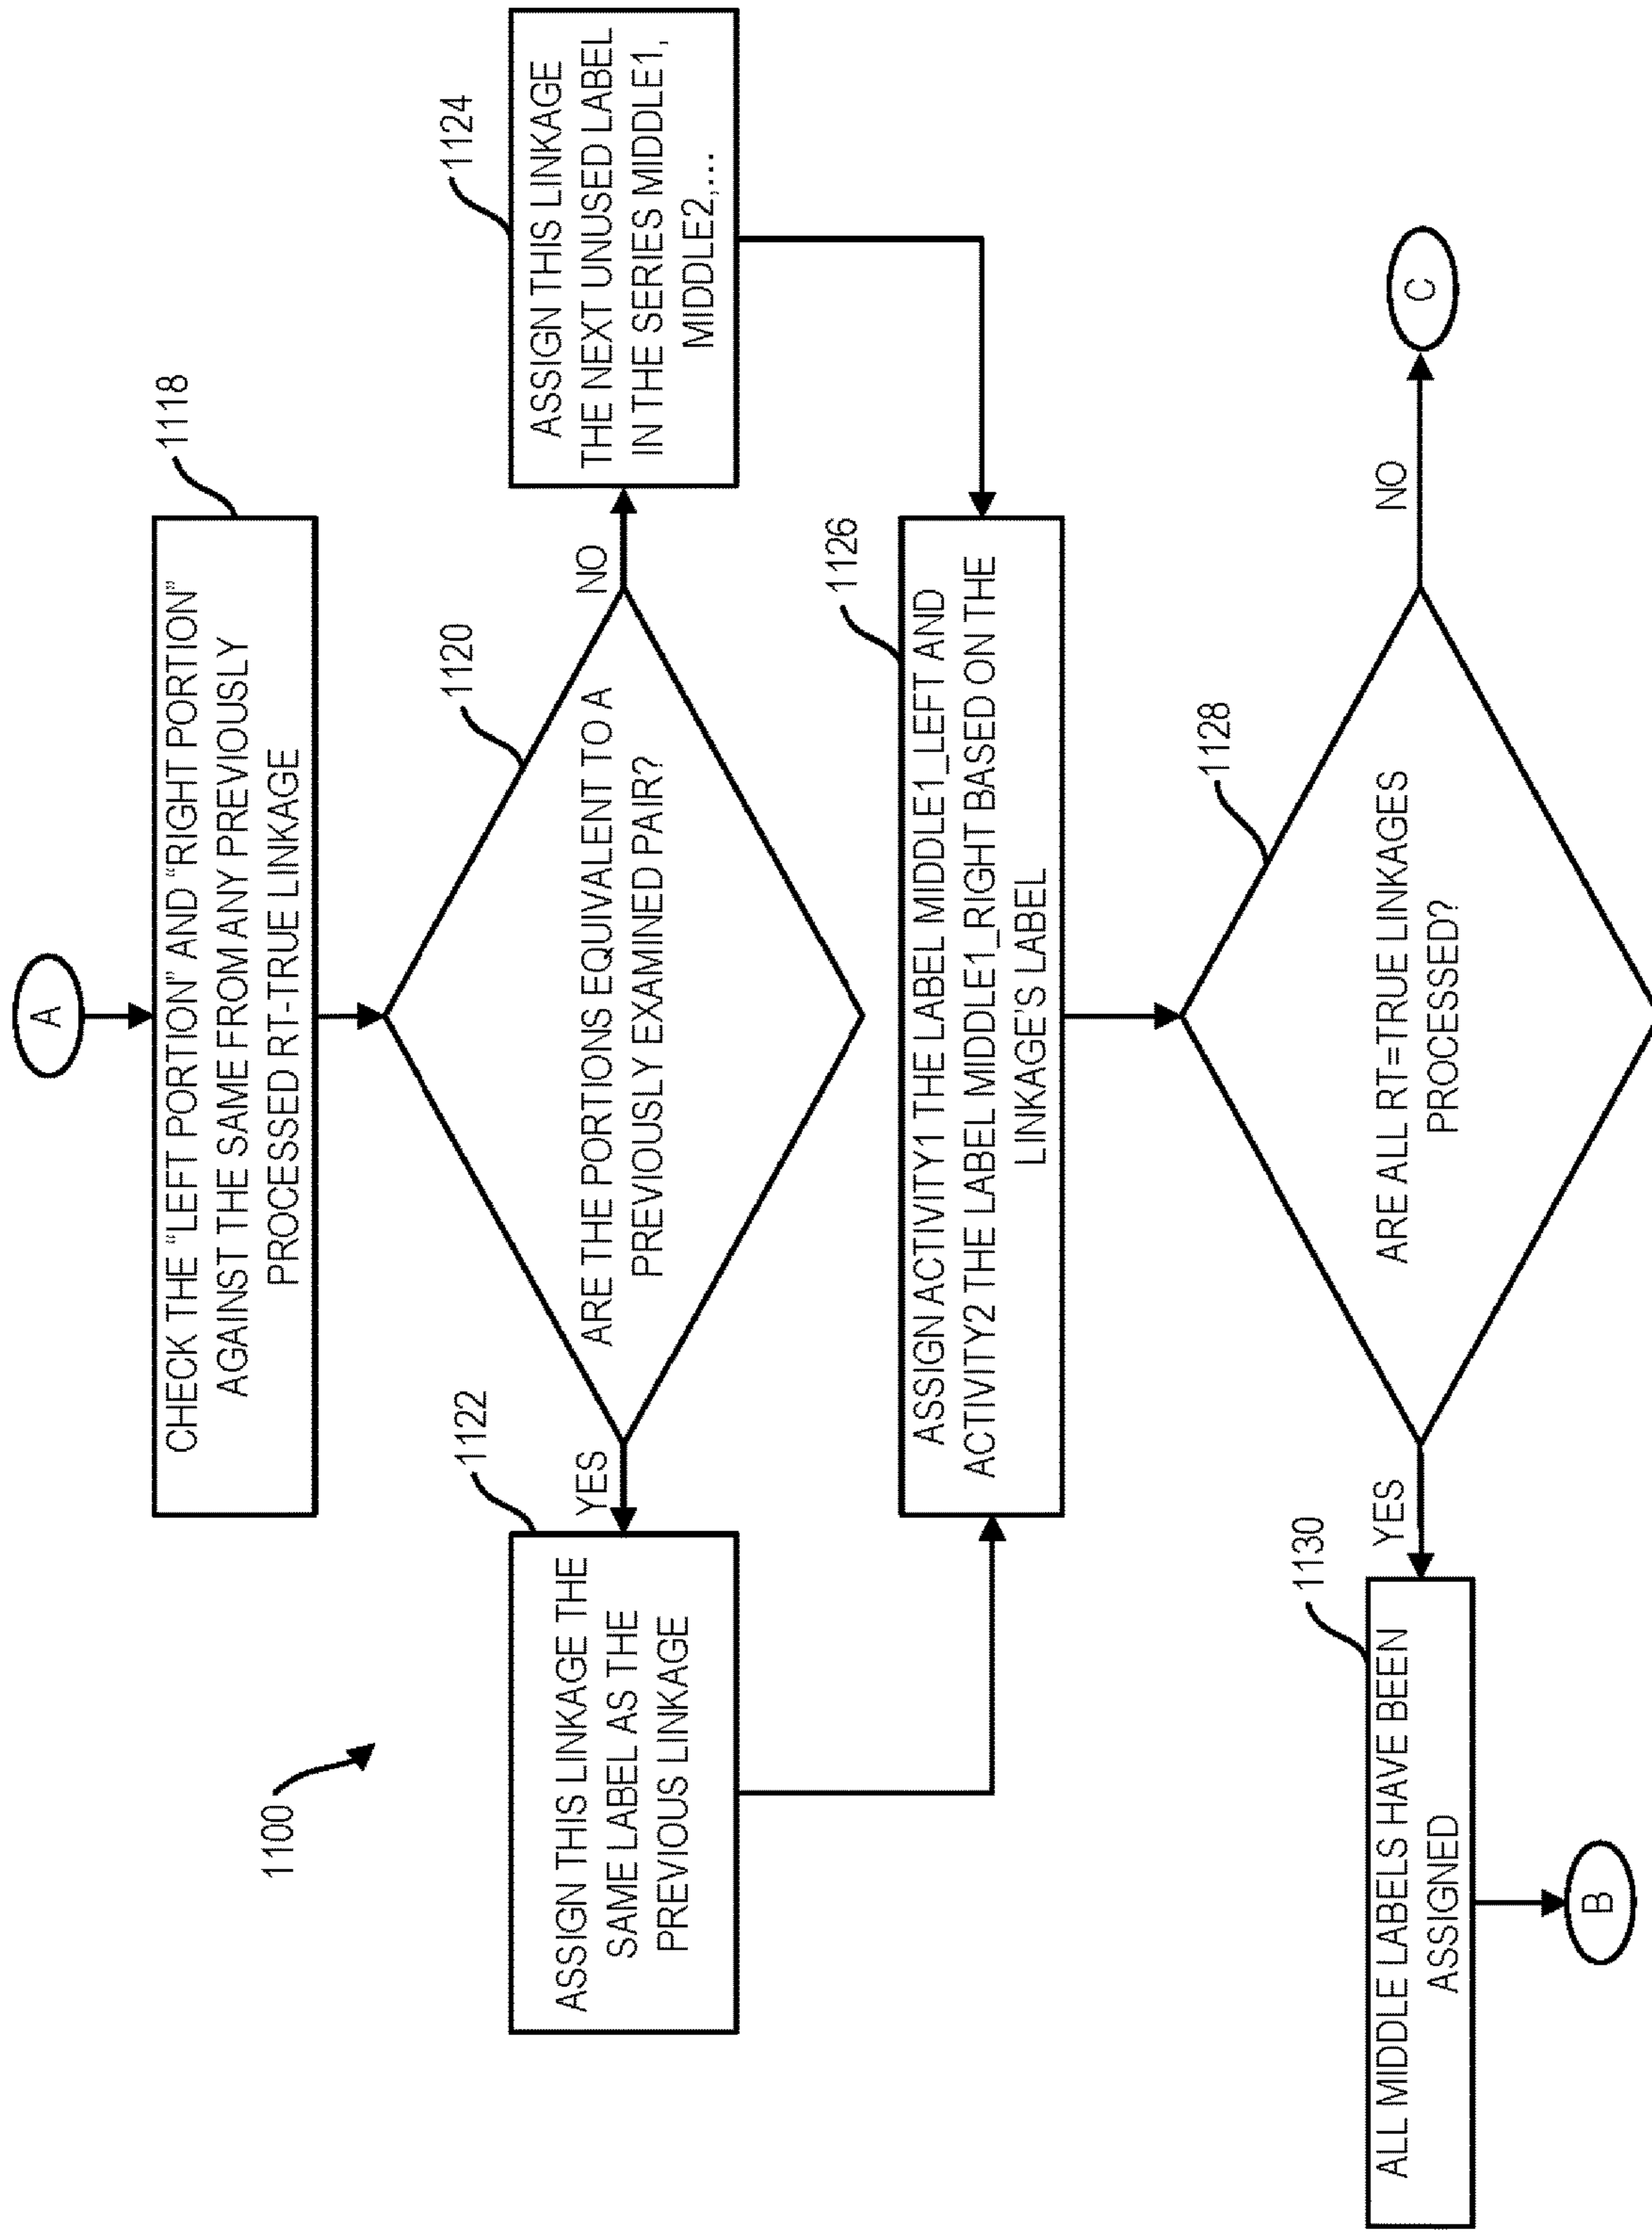 A
1118
CHECK THE "LEFT PORTION" AND "RIGHT PORTION"
AGAINST THE SAME FROM ANY PREVIOUSLY
PROCESSED RT-TRUE LINKAGE
1100
1120
ARE THE PORTIONS EQUIVALENT TO A
PREVIOUSLY EXAMINED PAIR?
YES
NO
1122
ASSIGN THIS LINKAGE THE
SAME LABEL AS THE
PREVIOUS LINKAGE
1124
ASSIGN THIS LINKAGE
THE NEXT UNUSED LABEL
IN THE SERIES MIDDLE1,
MIDDLE2,...
1126
ASSIGN ACTIVITY1 THE LABEL MIDDLE1_LEFT AND
ACTIVITY2 THE LABEL MIDDLE1_RIGHT BASED ON THE
LINKAGE'S LABEL
1128
ARE ALL RT=TRUE LINKAGES
PROCESSED?
YES
NO
1130
ALL MIDDLE LABELS HAVE BEEN
ASSIGNED
C
B